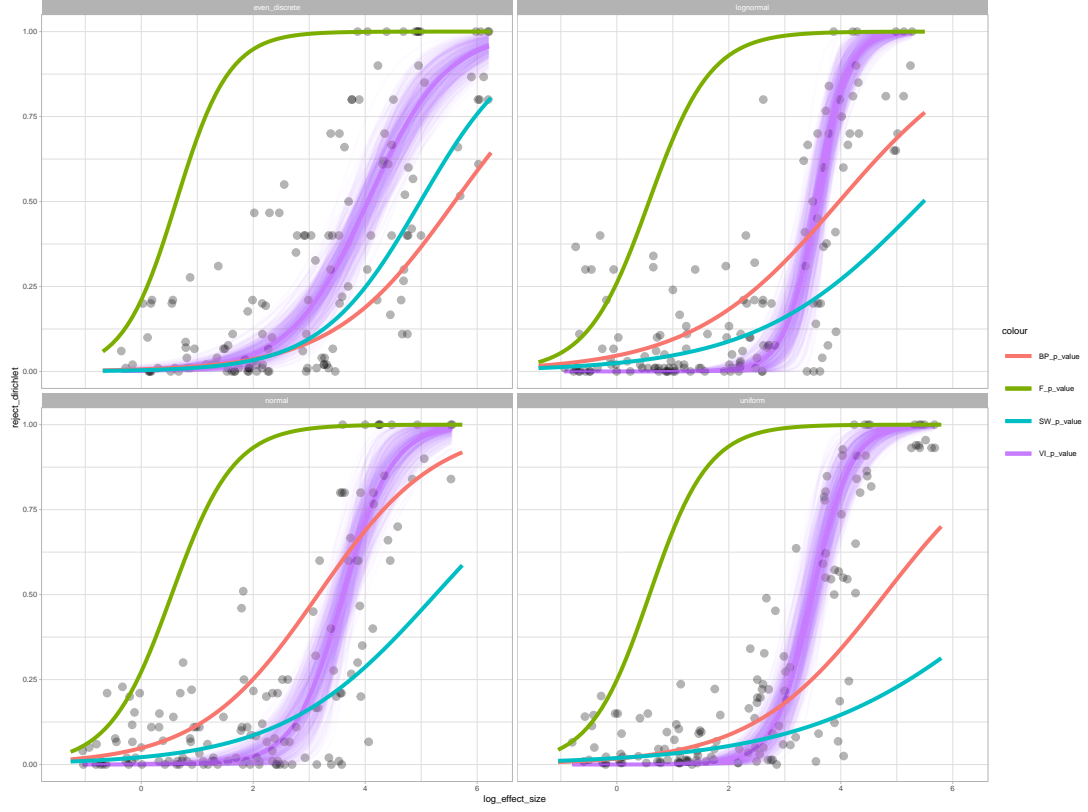 even_discrete
lognormal
1.00
0.75
0.50
0.25
0.00
normal
uniform
1.00
0.75
0.50
0.25
0.00
0
2
4
6
0
2
4
6
log_effect_size
reject_dirichlet
colour
BP_p_value
F_p_value
SW_p_value
VI_p_value